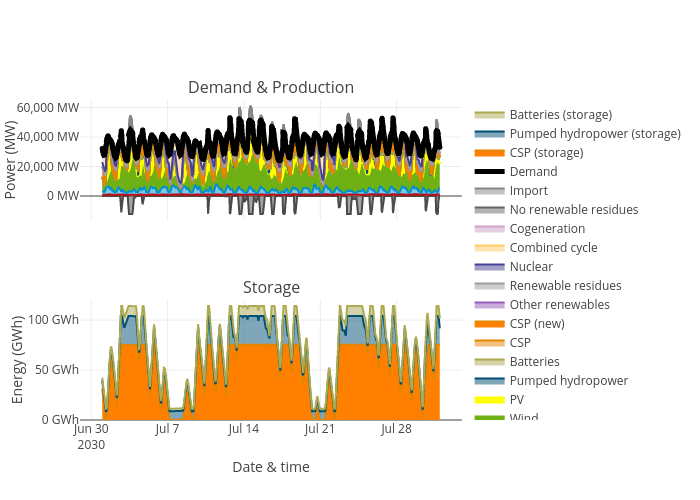 Demand & Production
60,000 MW
40,000 MW
20,000 MW
0 MW
Power (MW)
Storage
100 GWh
50 GWh
0 GWh
Energy (GWh)
Jun 30
2030
Jul 7
Jul 14
Jul 21
Jul 28
Date & time
Batteries (storage)
Pumped hydropower (storage)
CSP (storage)
Demand
Import
No renewable residues
Cogeneration
Combined cycle
Nuclear
Renewable residues
Other renewables
CSP (new)
CSP
Batteries
Pumped hydropower
PV
Wind